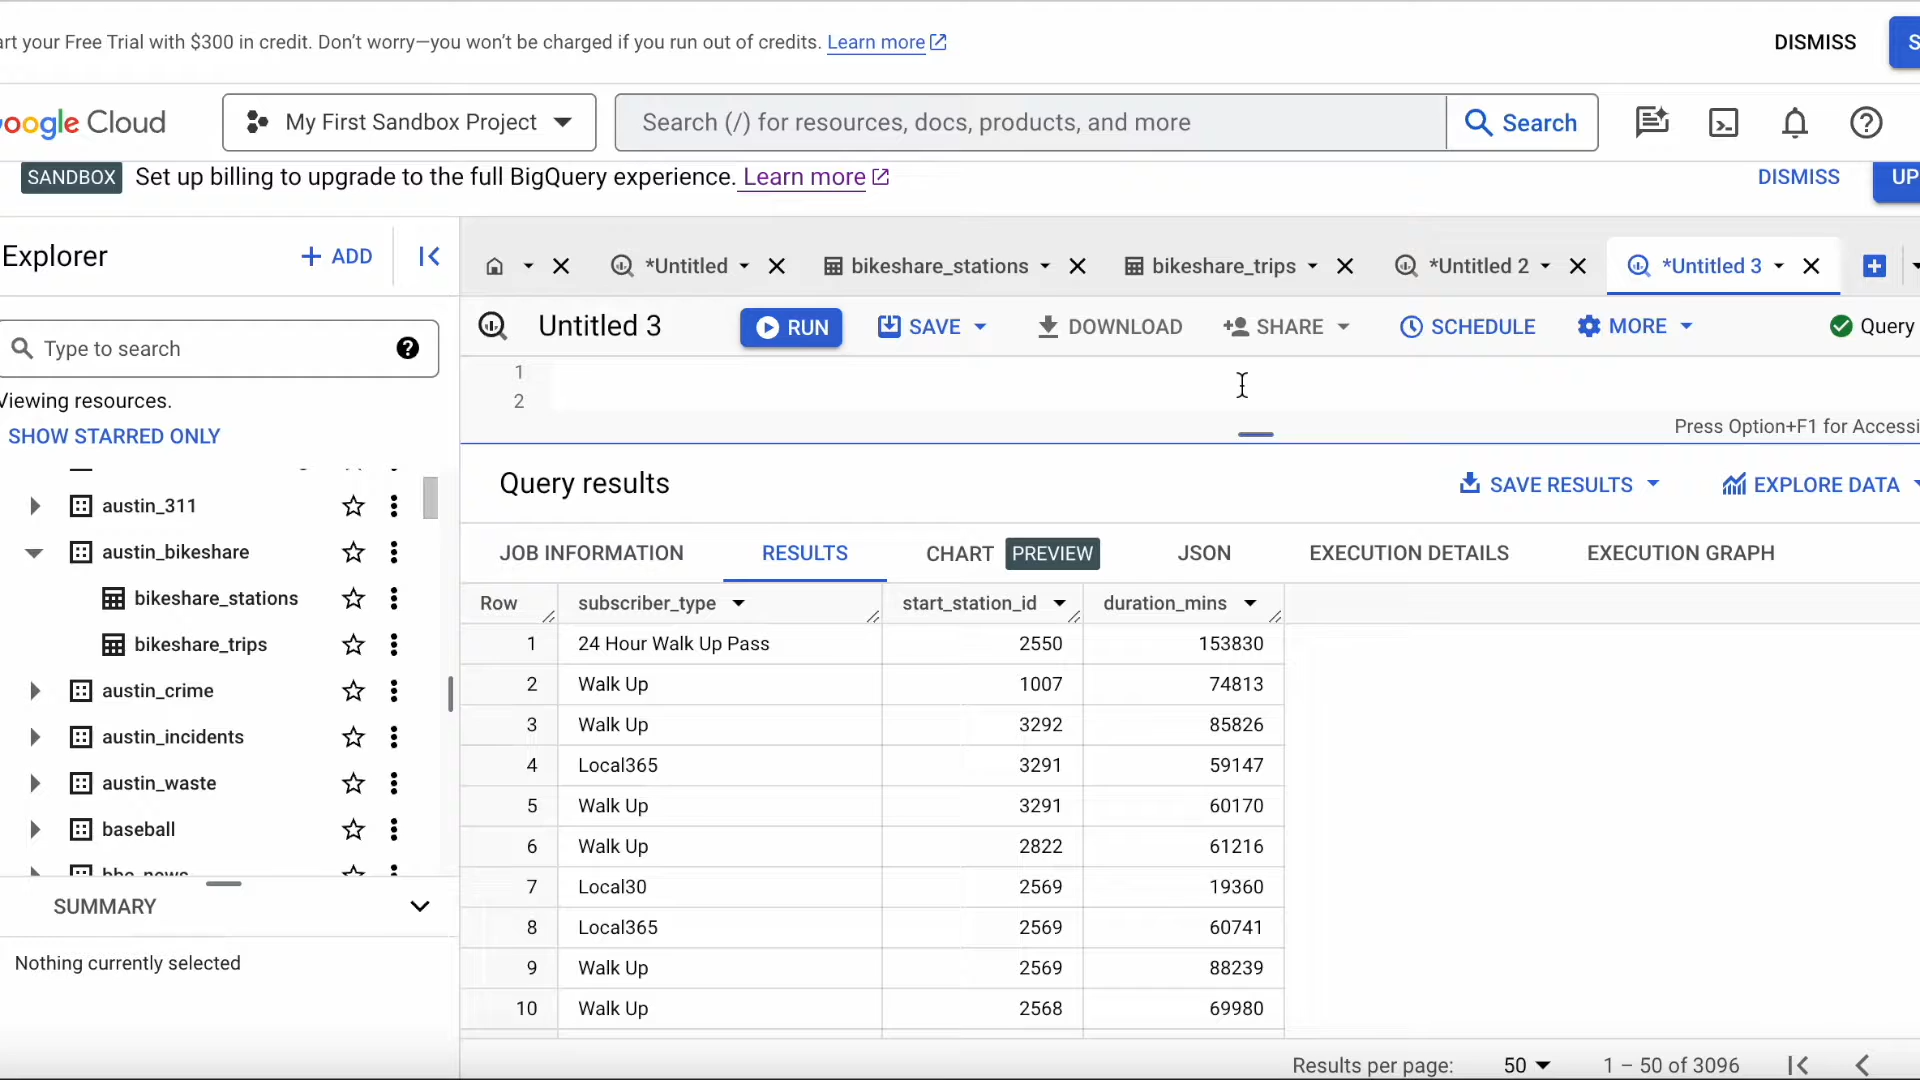 art your Free Trial with $300 in credit. Don't worry—you won't be charged if you run out of credits. Learn more DISMISS S
oogle Cloud My First Sandbox Project Search (/) for resources, docs, products, and more Search
SANDBOX Set up billing to upgrade to the full BigQuery experience. Learn more DISMISS UP
Explorer + ADD
*Untitled bikeshare_stations bikeshare_trips *Untitled 2 *Untitled 3
Untitled 3 RUN SAVE DOWNLOAD SHARE SCHEDULE MORE Query
Type to search
1
2
Viewing resources.
SHOW STARRED ONLY
Press Option+F1 for Accessi
Query results SAVE RESULTS EXPLORE DATA
austin_311
austin_bikeshare
bikeshare_stations
bikeshare_trips
austin_crime
austin_incidents
austin_waste
baseball
bbc_news
SUMMARY
Nothing currently selected
JOB INFORMATION RESULTS CHART PREVIEW JSON EXECUTION DETAILS EXECUTION GRAPH
Row subscriber_type start_station_id duration_mins
1 24 Hour Walk Up Pass 2550 153830
2 Walk Up 1007 74813
3 Walk Up 3292 85826
4 Local365 3291 59147
5 Walk Up 3291 60170
6 Walk Up 2822 61216
7 Local30 2569 19360
8 Local365 2569 60741
9 Walk Up 2569 88239
10 Walk Up 2568 69980
Results per page: 50 1 – 50 of 3096